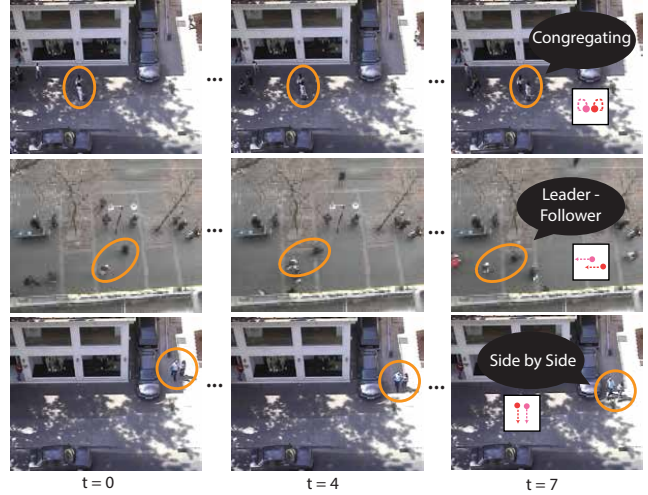 ... ... Congregating
... ... Leader -
Follower
... ... Side by Side
t = 0 t = 4 t = 7